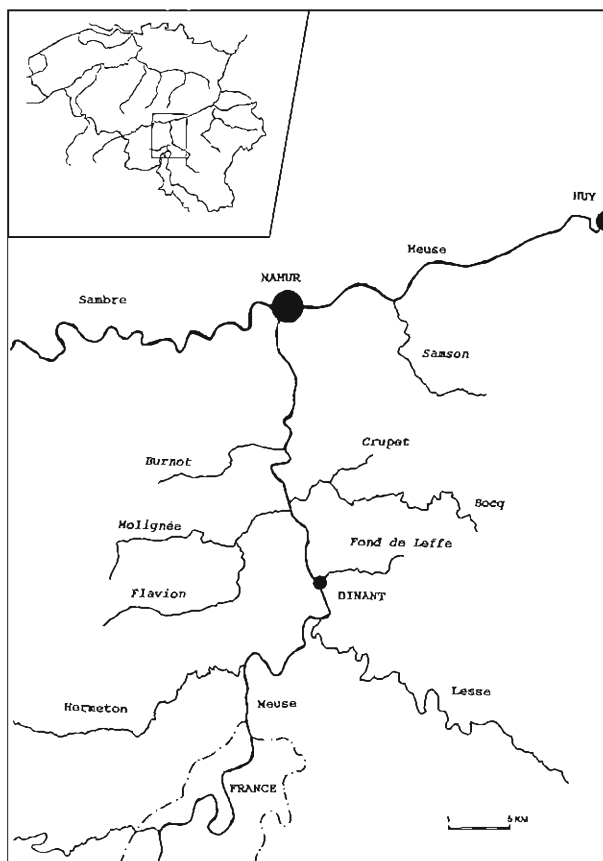 HUY
Meuse
NAMUR
Sambre
Samson
Crupet
Burnot
Bocq
Molignée
Fond de Leffe
Flavion
DINANT
Hermeton
Meuse
Lesse
FRANCE
5 KM